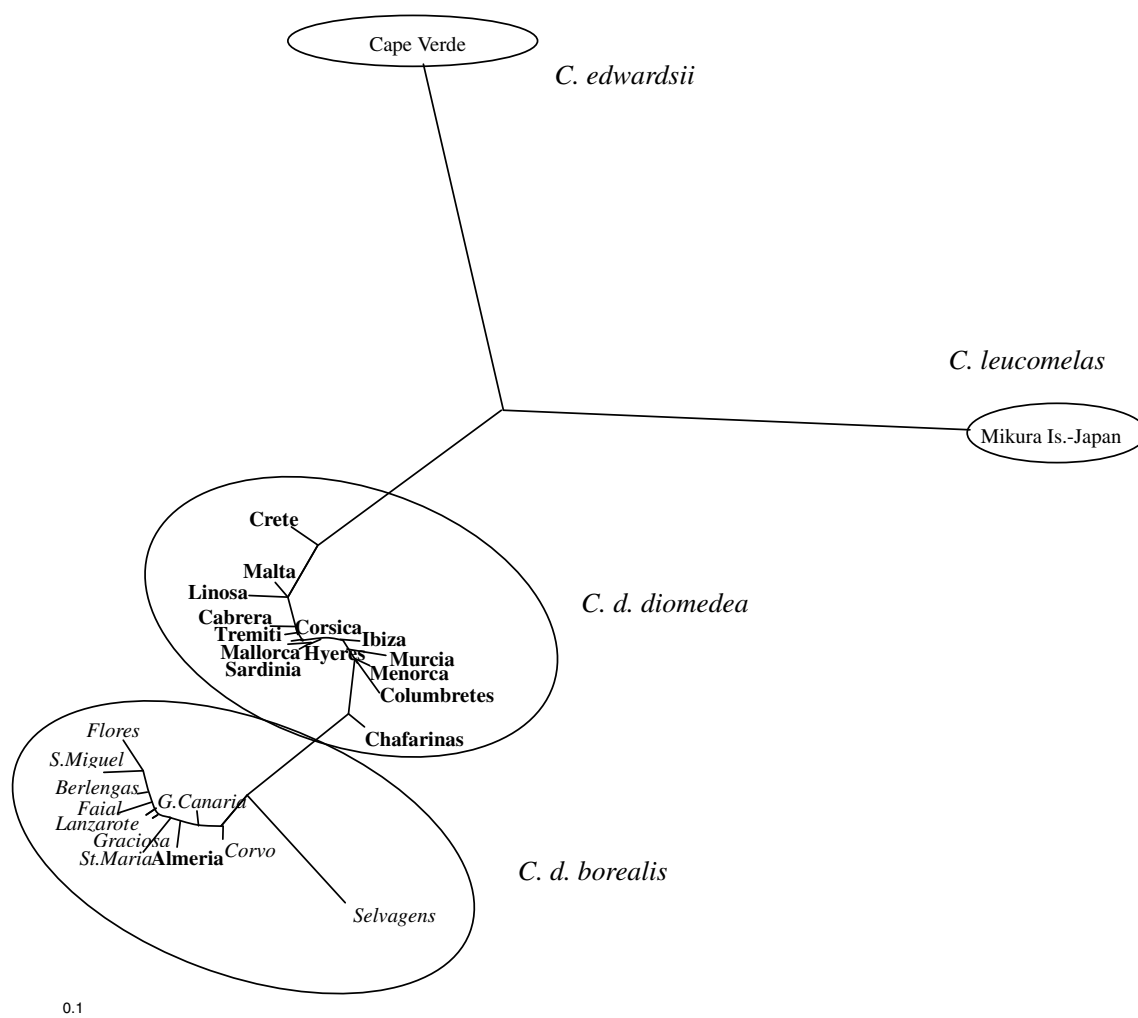 Cape Verde
C. edwardsii
C. leucomelas
Mikura Is.-Japan
Crete
Malta
Linosa
C. d. diomedea
Cabrera
Corsica
Tremiti
Ibiza
Mallorca
Hyeres
Murcia
Sardinia
Menorca
Columbretes
Chafarinas
Flores
S.Miguel
Berlengas
G.Canaria
Faial
Lanzarote
Graciosa
St.Maria
Almeria
Corvo
C. d. borealis
Selvagens
0.1